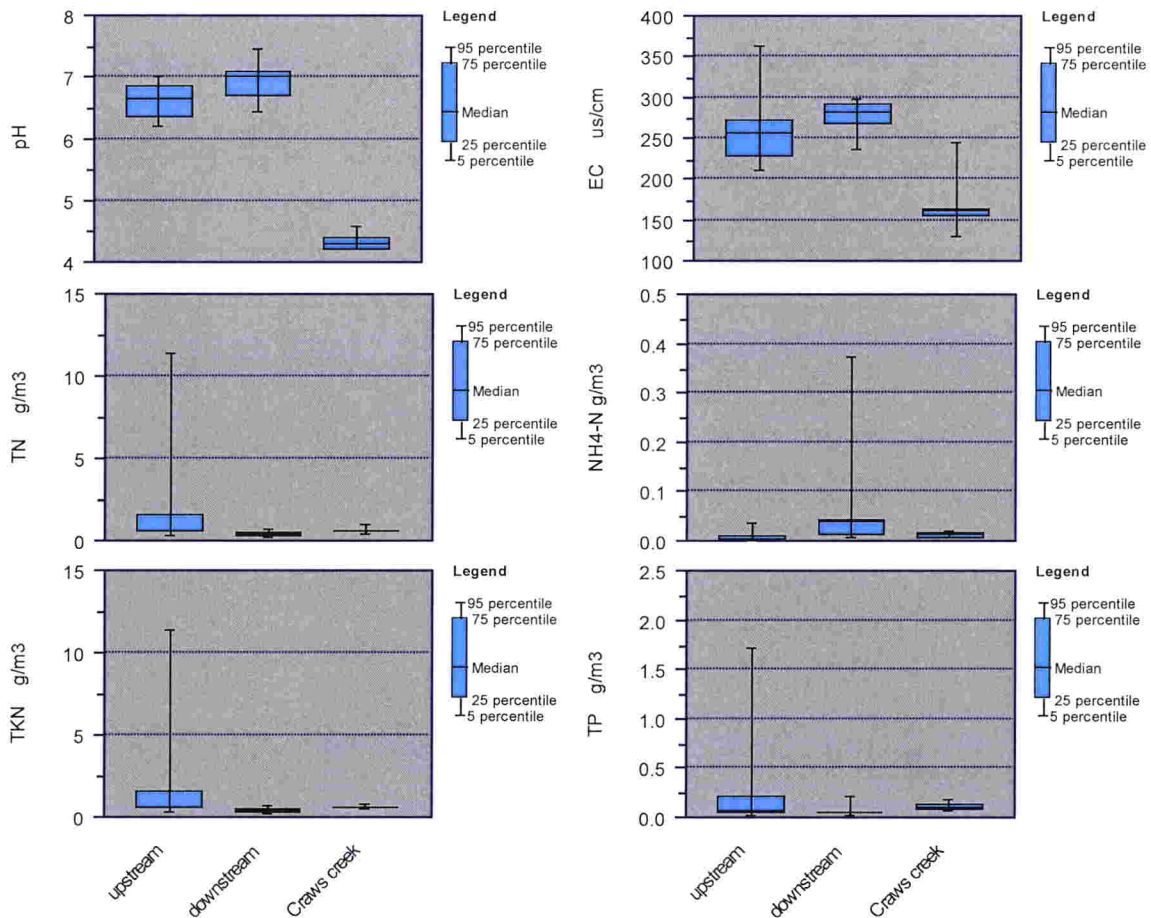 8
7
6
5
4
pH
Legend
95 percentile
75 percentile
Median
25 percentile
5 percentile
400
350
300
250
200
150
100
EC us/cm
Legend
95 percentile
75 percentile
Median
25 percentile
5 percentile
15
10
5
0
TN g/m3
Legend
95 percentile
75 percentile
Median
25 percentile
5 percentile
0.5
0.4
0.3
0.2
0.1
0.0
NH4-N g/m3
Legend
95 percentile
75 percentile
Median
25 percentile
5 percentile
15
10
5
0
TKN g/m3
upstream
downstream
Craws creek
Legend
95 percentile
75 percentile
Median
25 percentile
5 percentile
2.5
2.0
1.5
1.0
0.5
0.0
TP g/m3
upstream
downstream
Craws creek
Legend
95 percentile
75 percentile
Median
25 percentile
5 percentile